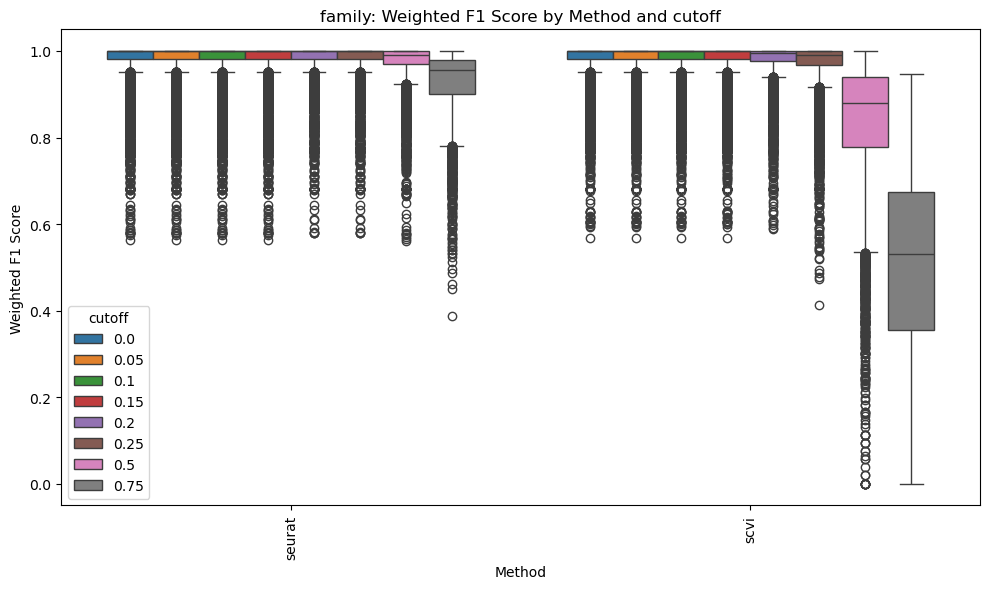 family: Weighted F1 Score by Method and cutoff
Weighted F1 Score
1.0
0.8
0.6
0.4
0.2
0.0
cutoff
0.0
0.05
0.1
0.15
0.2
0.25
0.5
0.75
seurat
scvi
Method